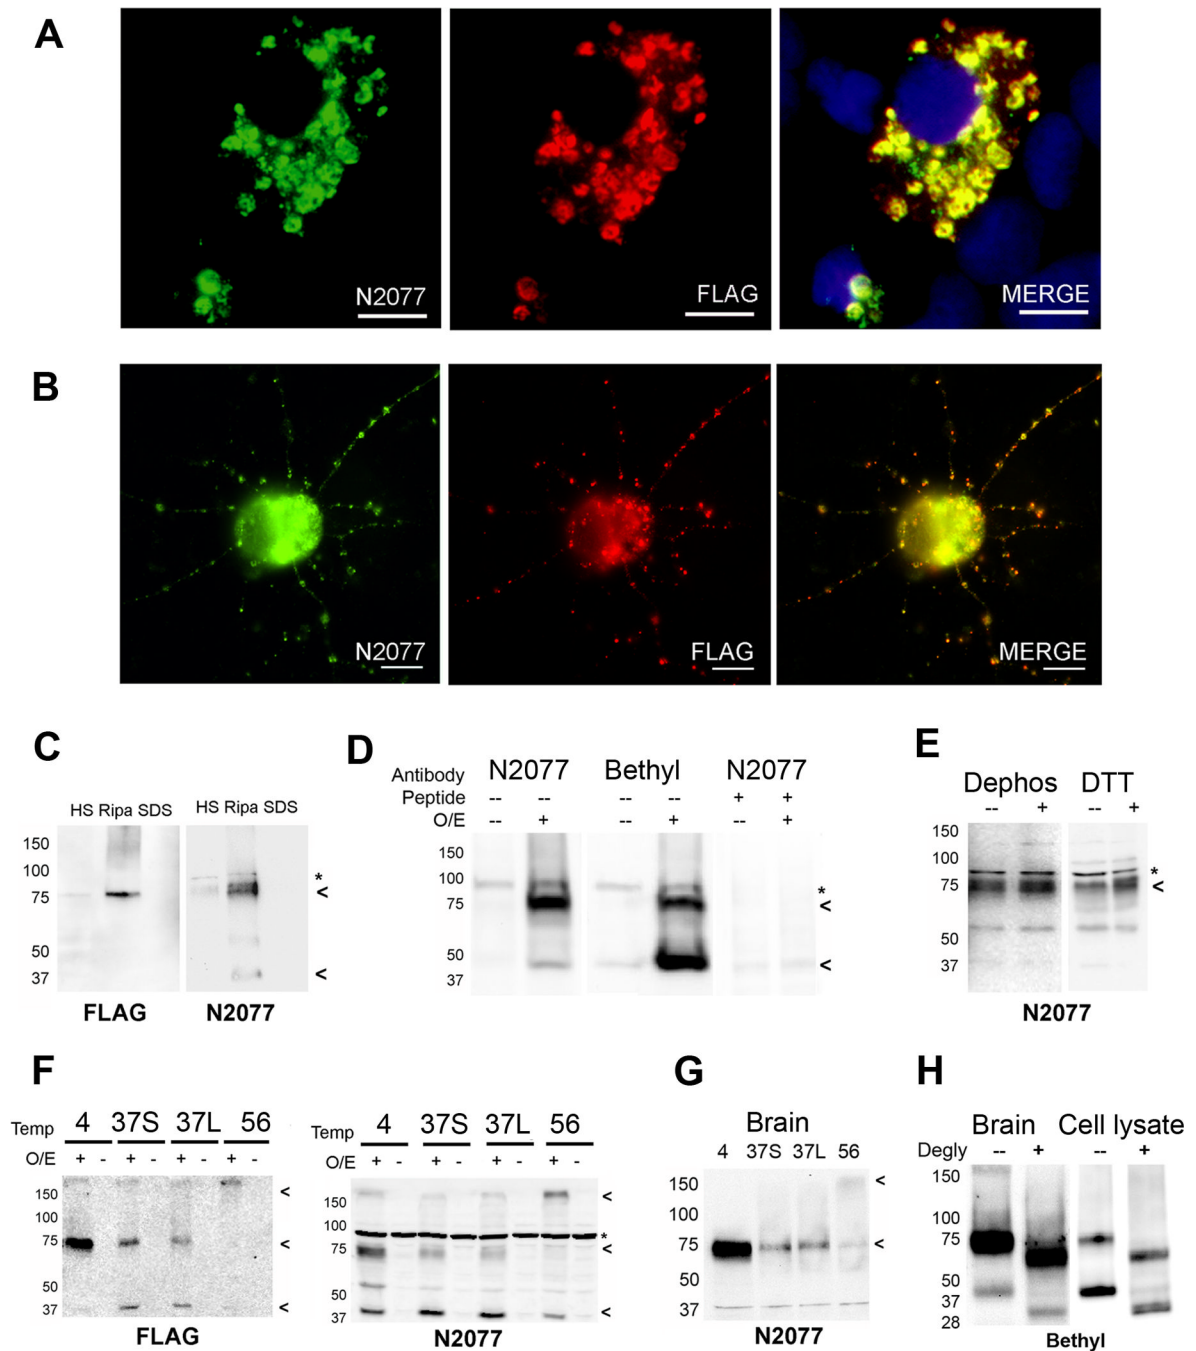 A
N2077
FLAG
MERGE
B
N2077
FLAG
MERGE
C
HS Ripa SDS
HS Ripa SDS
150
100
75
50
37
*
<
<
FLAG
N2077
D
Antibody N2077 Bethyl N2077
Peptide -- -- -- -- + +
O/E -- + -- + -- +
150
100
75
50
37
*
<
<
E
Dephos DTT
-- + -- +
150
100
75
50
37
*
<
N2077
F
Temp 4 37S 37L 56
O/E + - + - + - + -
150
100
75
50
37
<
<
<
FLAG
Temp 4 37S 37L 56
O/E + - + - + - + -
150
100
75
50
37
<
*
<
<
N2077
G
Brain
4 37S 37L 56
150
100
75
50
37
<
<
N2077
H
Brain Cell lysate
Degly -- + -- +
150
100
75
50
37
28
Bethyl